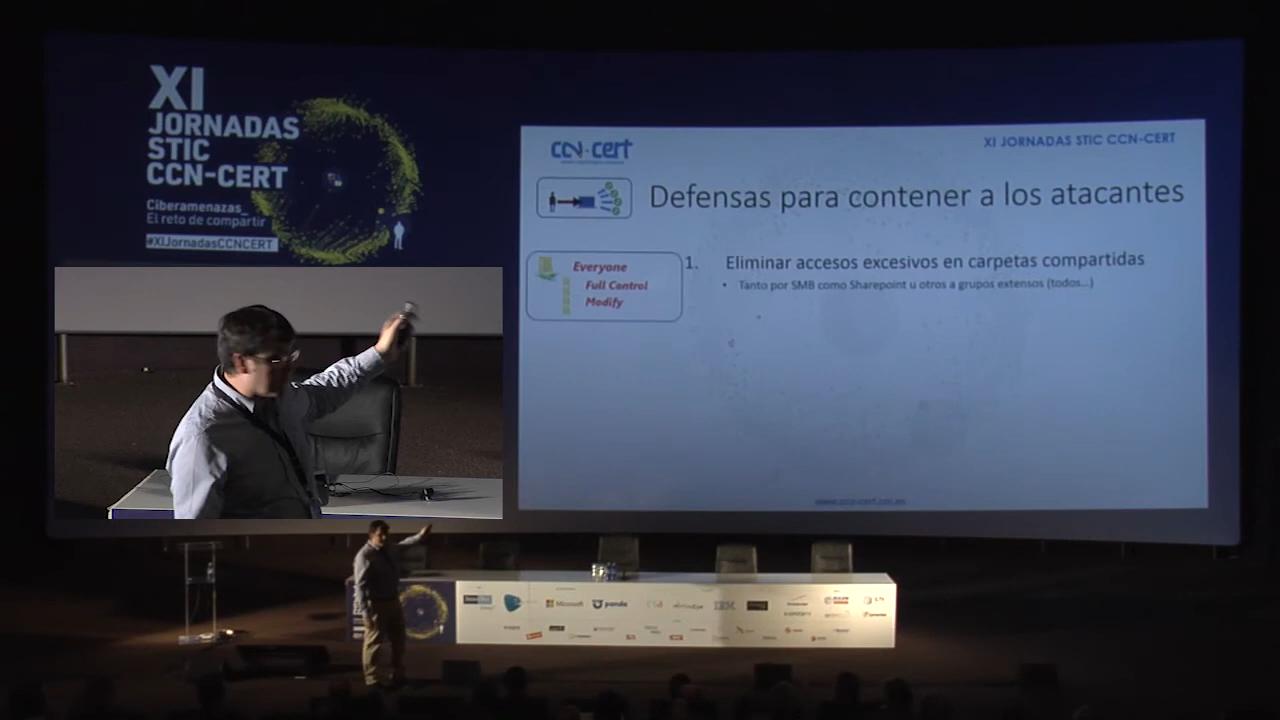 XI
JORNADAS
STIC
CCN-CERT
Ciberamenazas_
El reto de compartir
#XIJornadasCCNCERT
ccn-cert
XI JORNADAS STIC CCN-CERT
Defensas para contener a los atacantes
Everyone
Full Control
Modify
1. Eliminar accesos excesivos en carpetas compartidas
• Tanto por SMB como Sharepoint u otros a grupos extensos (todos...)
www.ccn-cert.cni.es
Microsoft
panda
IBM